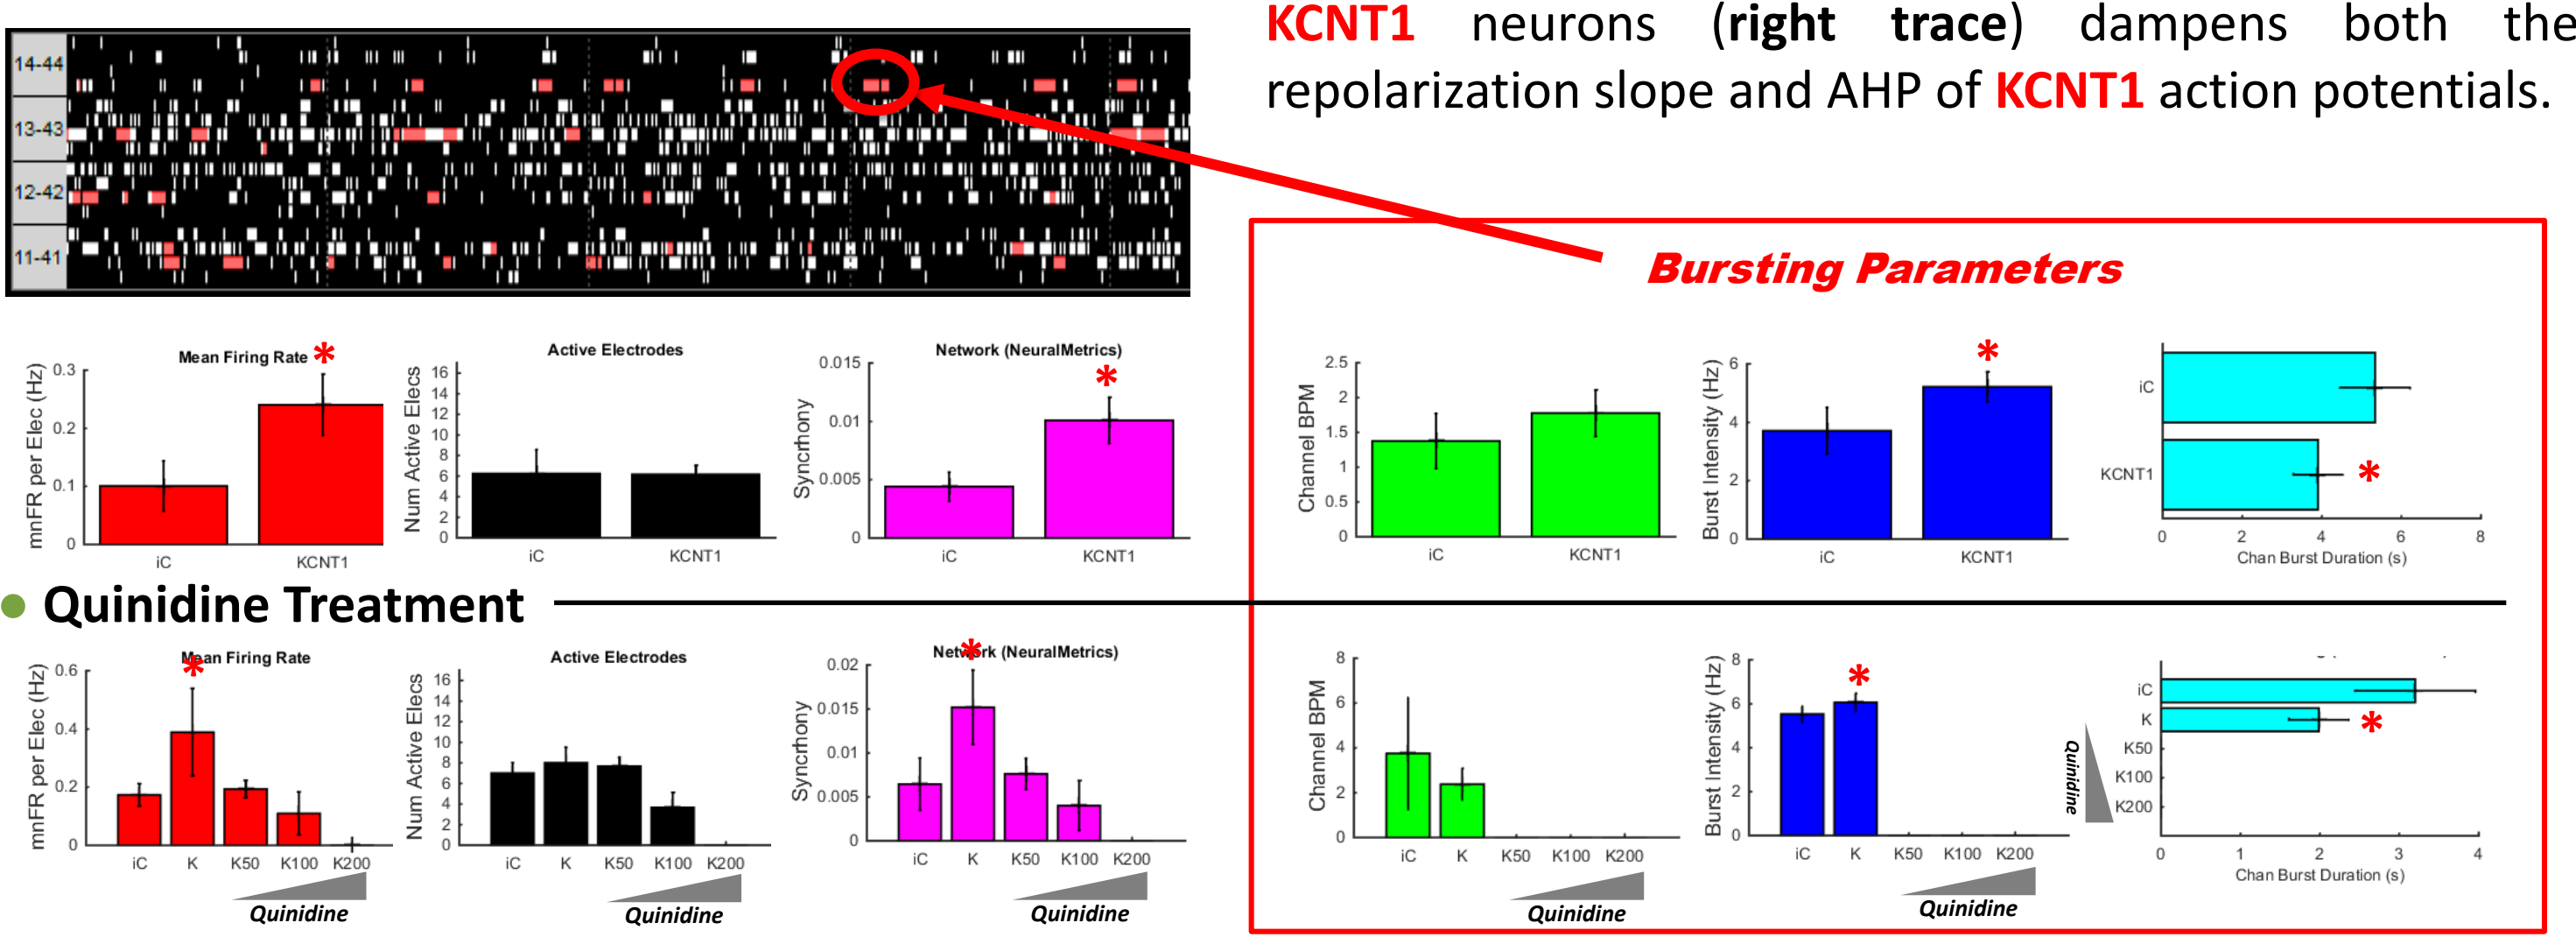 KCNT1 neurons (right trace) dampens both the
repolarization slope and AHP of KCNT1 action potentials.
14-44
13-43
12-42
11-41
Bursting Parameters
Mean Firing Rate *
mnFR per Elec (Hz)
0.3
0.2
0.1
0
iC
KCNT1
Active Electrodes
Num Active Elecs
16
14
12
10
8
6
4
2
0
iC
KCNT1
Network (NeuralMetrics)
*
Syncrhony
0.015
0.01
0.005
0
iC
KCNT1
Channel BPM
2.5
2
1.5
1
0.5
0
iC
KCNT1
*
Burst Intensity (Hz)
6
4
2
0
iC
KCNT1
iC
KCNT1
*
0 2 4 6 8
Chan Burst Duration (s)
• Quinidine Treatment
Mean Firing Rate
*
mnFR per Elec (Hz)
0.6
0.4
0.2
0
iC K K50 K100 K200
Quinidine
Active Electrodes
Num Active Elecs
16
14
12
10
8
6
4
2
0
iC K K50 K100 K200
Quinidine
Network (NeuralMetrics)
*
Syncrhony
0.02
0.015
0.01
0.005
0
iC K K50 K100 K200
Quinidine
Channel BPM
8
6
4
2
0
iC K K50 K100 K200
Quinidine
*
Burst Intensity (Hz)
8
6
4
2
0
iC K K50 K100 K200
Quinidine
Quinidine
iC
K
*
K50
K100
K200
0 1 2 3 4
Chan Burst Duration (s)